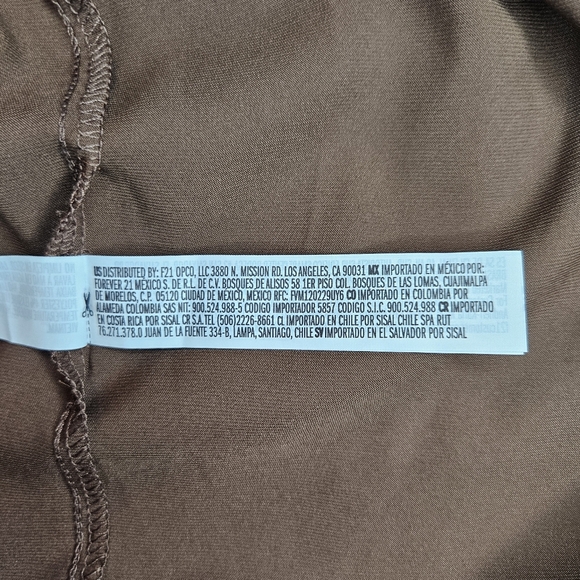 US DISTRIBUTED BY: F21 OPCO, LLC 3880 N. MISSION RD. LOS ANGELES, CA 90031 MX IMPORTADO EN MÉXICO POR:
FOREVER 21 MÉXICO S. DE R.L. DE C.V. BOSQUES DE ALISOS 58 1ER PISO COL. BOSQUES DE LAS LOMAS, CUAJIMALPA
DE MORELOS, C.P. 05120 CIUDAD DE MÉXICO, MÉXICO RFC: FVM120229UY6 CO IMPORTADO EN COLOMBIA POR
ALAMEDA COLOMBIA SAS NIT: 900.524.988-5 CODIGO IMPORTADOR 5857 CODIGO S.I.C. 900.524.988 CR IMPORTADO
EN COSTA RICA POR SISAL CR S.A.TEL (506)2226-8661 CL IMPORTADO EN CHILE POR SISAL CHILE SPA RUT
76.271.378.0 JUAN DE LA FUENTE 334-B, LAMPA, SANTIAGO, CHILE SV IMPORTADO EN EL SALVADOR POR SISAL